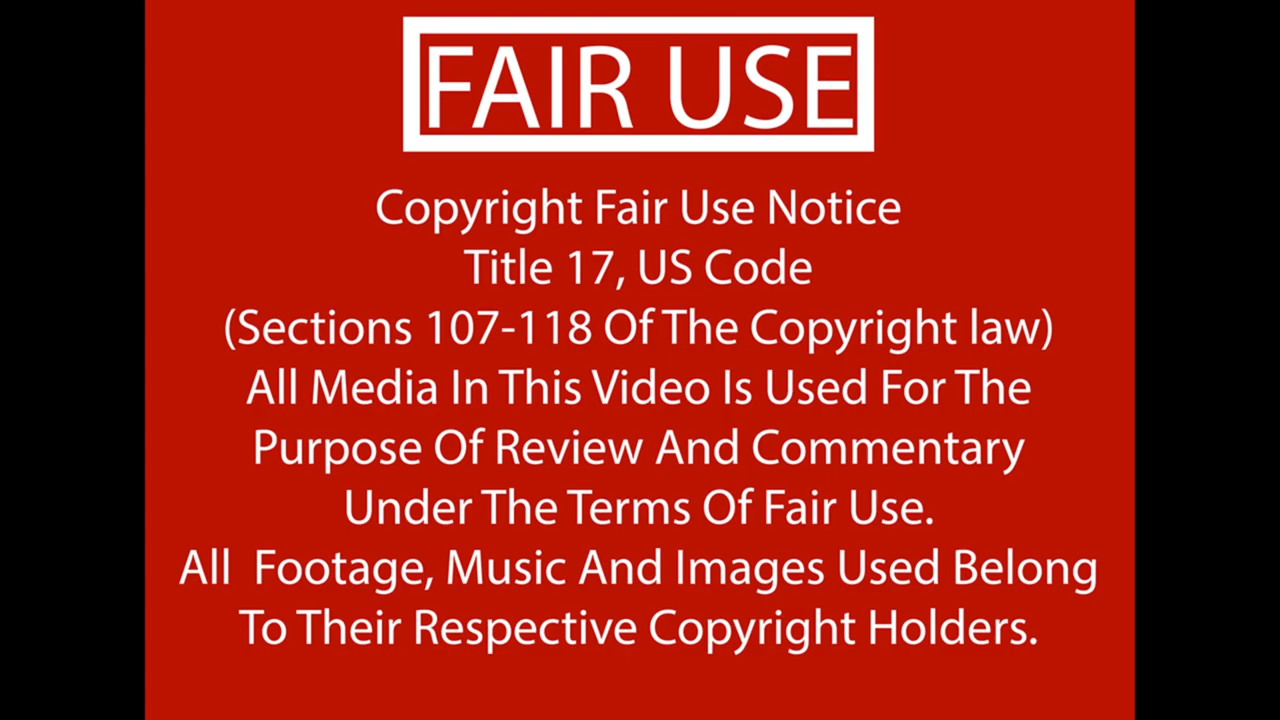 FAIR USE
Copyright Fair Use Notice
Title 17, US Code
(Sections 107-118 Of The Copyright law)
All Media In This Video Is Used For The
Purpose Of Review And Commentary
Under The Terms Of Fair Use.
All  Footage, Music And Images Used Belong
To Their Respective Copyright Holders.